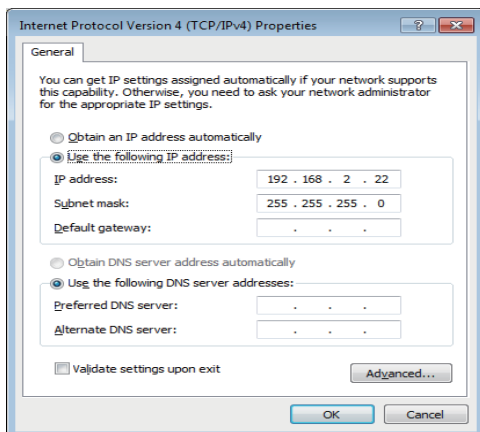 Internet Protocol Version 4 (TCP/IPv4) Properties
General
You can get IP settings assigned automatically if your network supports
this capability. Otherwise, you need to ask your network administrator
for the appropriate IP settings.
Obtain an IP address automatically
Use the following IP address:
IP address: 192 . 168 . 2 . 22
Subnet mask: 255 . 255 . 255 . 0
Default gateway: . . .
Obtain DNS server address automatically
Use the following DNS server addresses:
Preferred DNS server: . . .
Alternate DNS server: . . .
Validate settings upon exit
Advanced...
OK Cancel